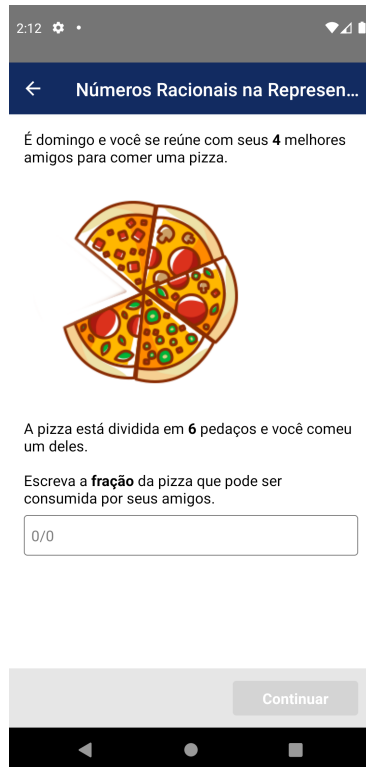 2:12
Números Racionais na Represen...
É domingo e você se reúne com seus 4 melhores
amigos para comer uma pizza.
A pizza está dividida em 6 pedaços e você comeu
um deles.
Escreva a fração da pizza que pode ser
consumida por seus amigos.
0/0
Continuar